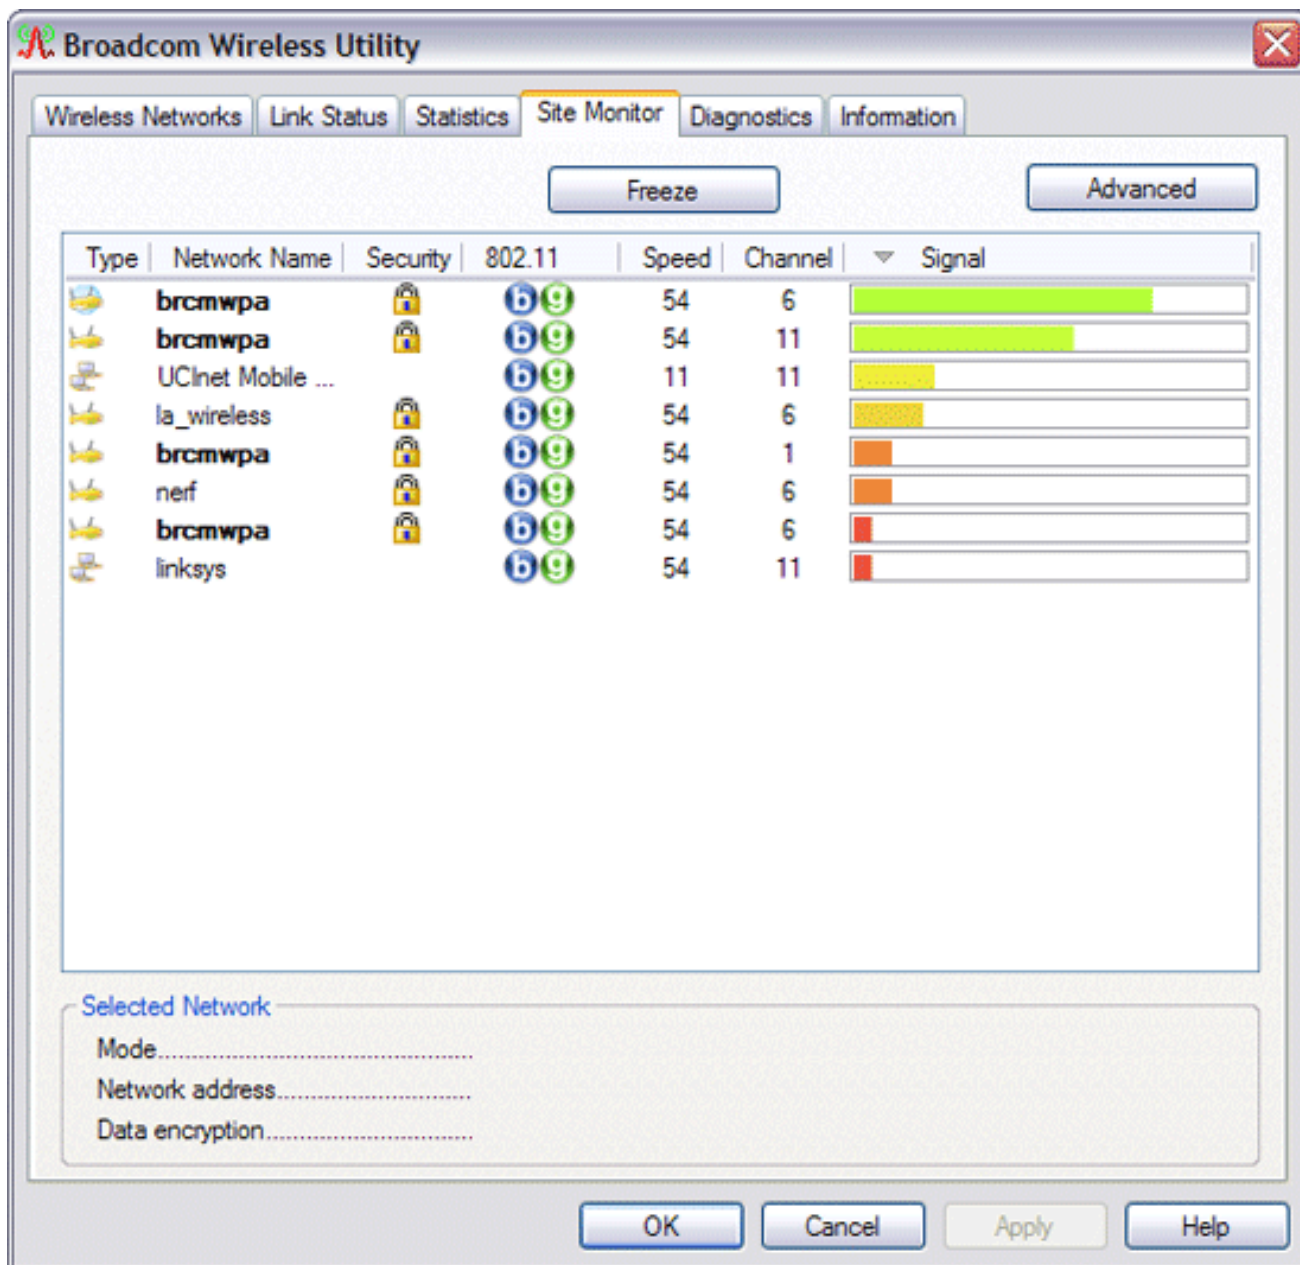 Broadcom Wireless Utility
Wireless Networks Link Status Statistics Site Monitor Diagnostics Information
Freeze Advanced
Type Network Name Security 802.11 Speed Channel Signal
brcmwpa b g 54 6
brcmwpa b g 54 11
UCInet Mobile ... b g 11 11
la_wireless b g 54 6
brcmwpa b g 54 1
nerf b g 54 6
brcmwpa b g 54 6
linksys b g 54 11
Selected Network
Mode.................................................
Network address..............................
Data encryption.................................
OK Cancel Apply Help